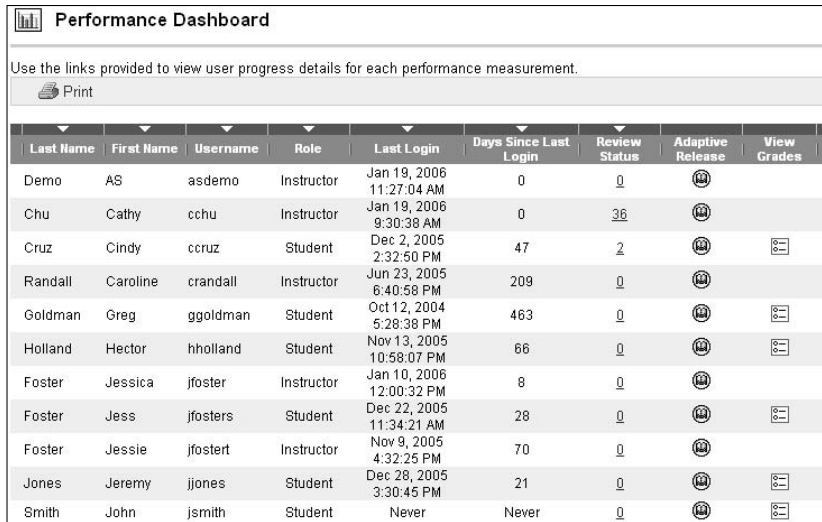 Performance Dashboard
Use the links provided to view user progress details for each performance measurement.
Print
Last Name First Name Username Role Last Login Days Since Last Login Review Status Adaptive Release View Grades
Demo AS asdemo Instructor Jan 19, 2006 11:27:04 AM 0 0
Chu Cathy cchu Instructor Jan 19, 2006 9:30:38 AM 0 36
Cruz Cindy ccruz Student Dec 2, 2005 2:32:50 PM 47 2
Randall Caroline crandall Instructor Jun 23, 2005 6:40:58 PM 209 0
Goldman Greg ggoldman Student Oct 12, 2004 5:28:38 PM 463 0
Holland Hector hholland Student Nov 13, 2005 10:58:07 PM 66 0
Foster Jessica jfoster Instructor Jan 10, 2006 12:00:32 PM 8 0
Foster Jess jfosters Student Dec 22, 2005 11:34:21 AM 28 0
Foster Jessie jfostert Instructor Nov 9, 2005 4:32:25 PM 70 0
Jones Jeremy jjones Student Dec 28, 2005 3:30:45 PM 21 0
Smith John jsmith Student Never Never 0